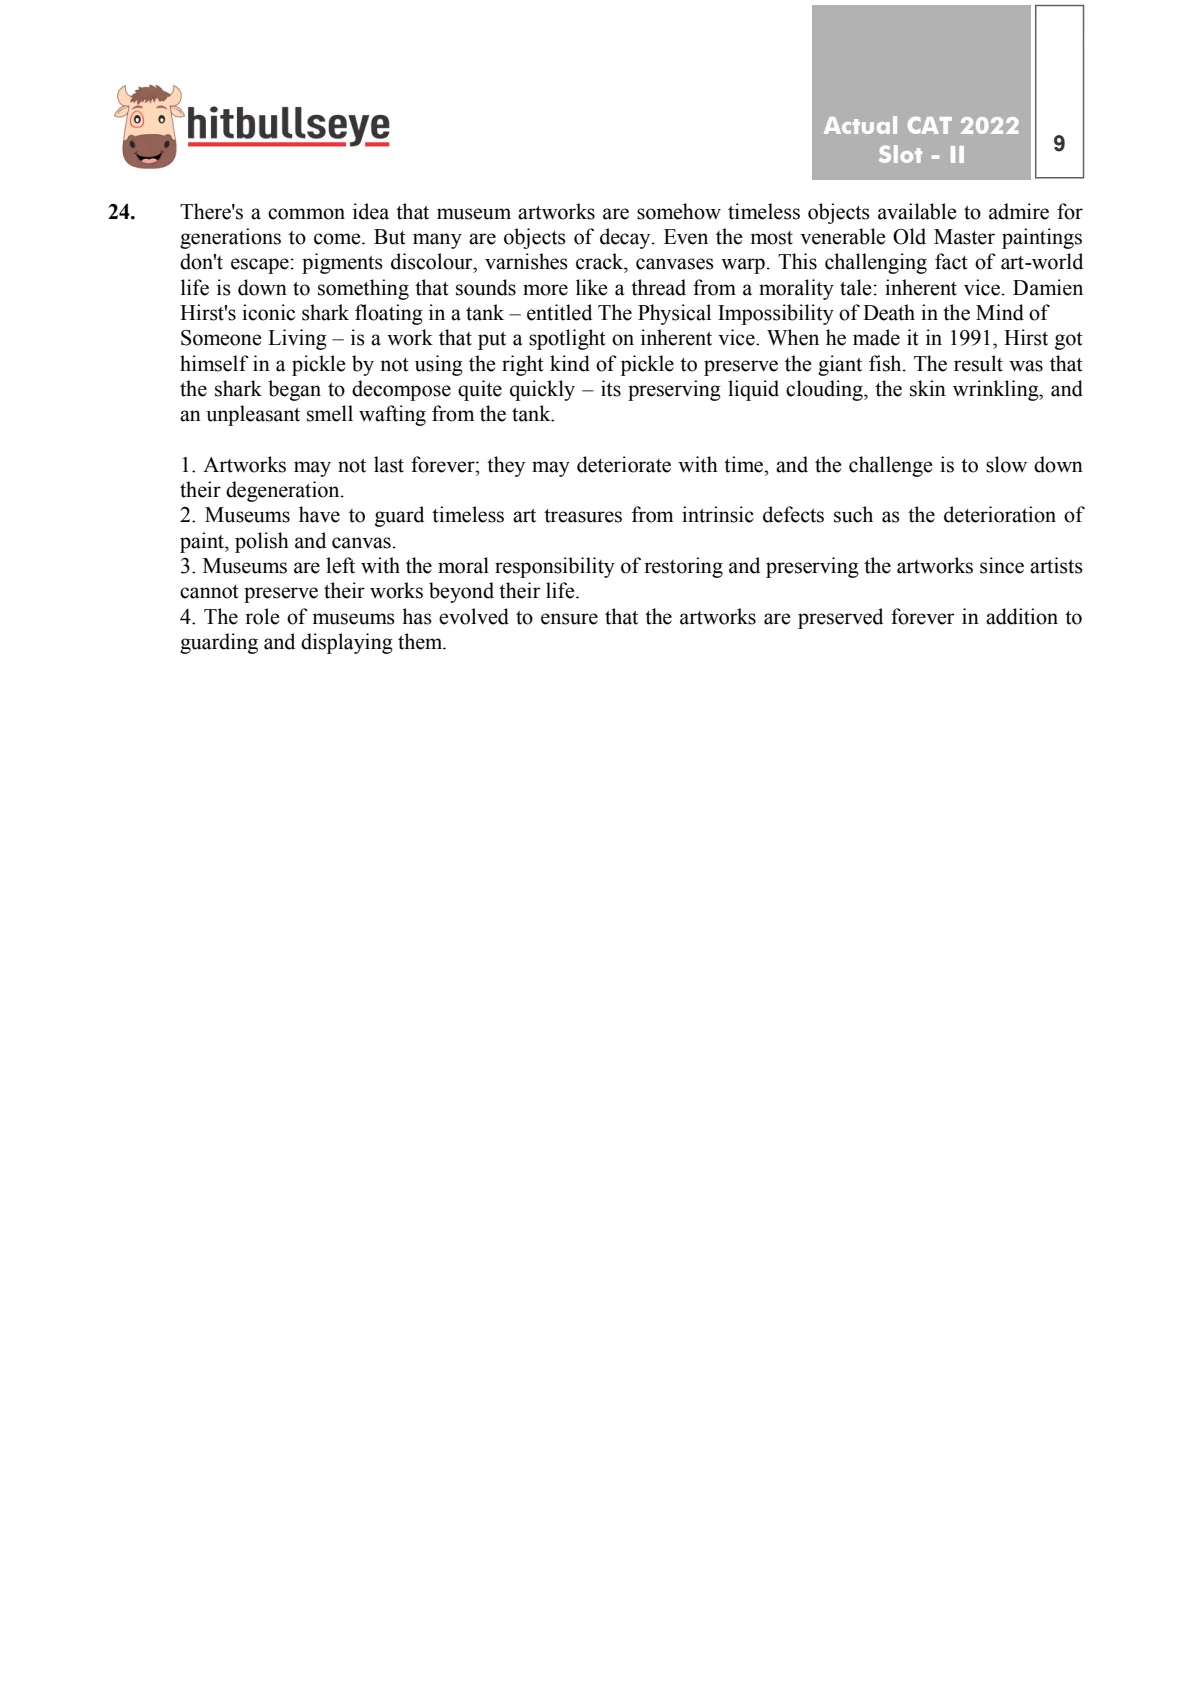 hitbullseye
Actual CAT 2022
Slot - II
9
24. There's a common idea that museum artworks are somehow timeless objects available to admire for
generations to come. But many are objects of decay. Even the most venerable Old Master paintings
don't escape: pigments discolour, varnishes crack, canvases warp. This challenging fact of art-world
life is down to something that sounds more like a thread from a morality tale: inherent vice. Damien
Hirst's iconic shark floating in a tank – entitled The Physical Impossibility of Death in the Mind of
Someone Living – is a work that put a spotlight on inherent vice. When he made it in 1991, Hirst got
himself in a pickle by not using the right kind of pickle to preserve the giant fish. The result was that
the shark began to decompose quite quickly – its preserving liquid clouding, the skin wrinkling, and
an unpleasant smell wafting from the tank.
1. Artworks may not last forever; they may deteriorate with time, and the challenge is to slow down
their degeneration.
2. Museums have to guard timeless art treasures from intrinsic defects such as the deterioration of
paint, polish and canvas.
3. Museums are left with the moral responsibility of restoring and preserving the artworks since artists
cannot preserve their works beyond their life.
4. The role of museums has evolved to ensure that the artworks are preserved forever in addition to
guarding and displaying them.